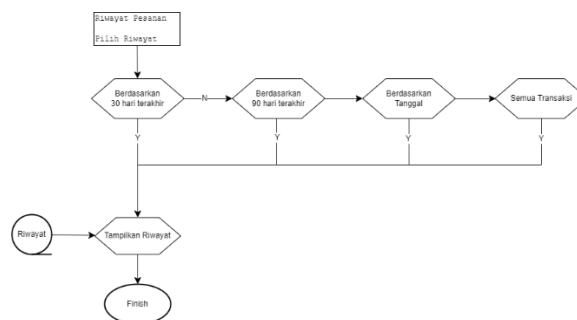 Riwayat Pesanan
Pilih Riwayat
Berdasarkan
30 hari terakhir
N
Berdasarkan
90 hari terakhir
Berdasarkan
Tanggal
Semua Transaksi
Y
Y
Y
Y
Riwayat
Tampilkan Riwayat
Finish